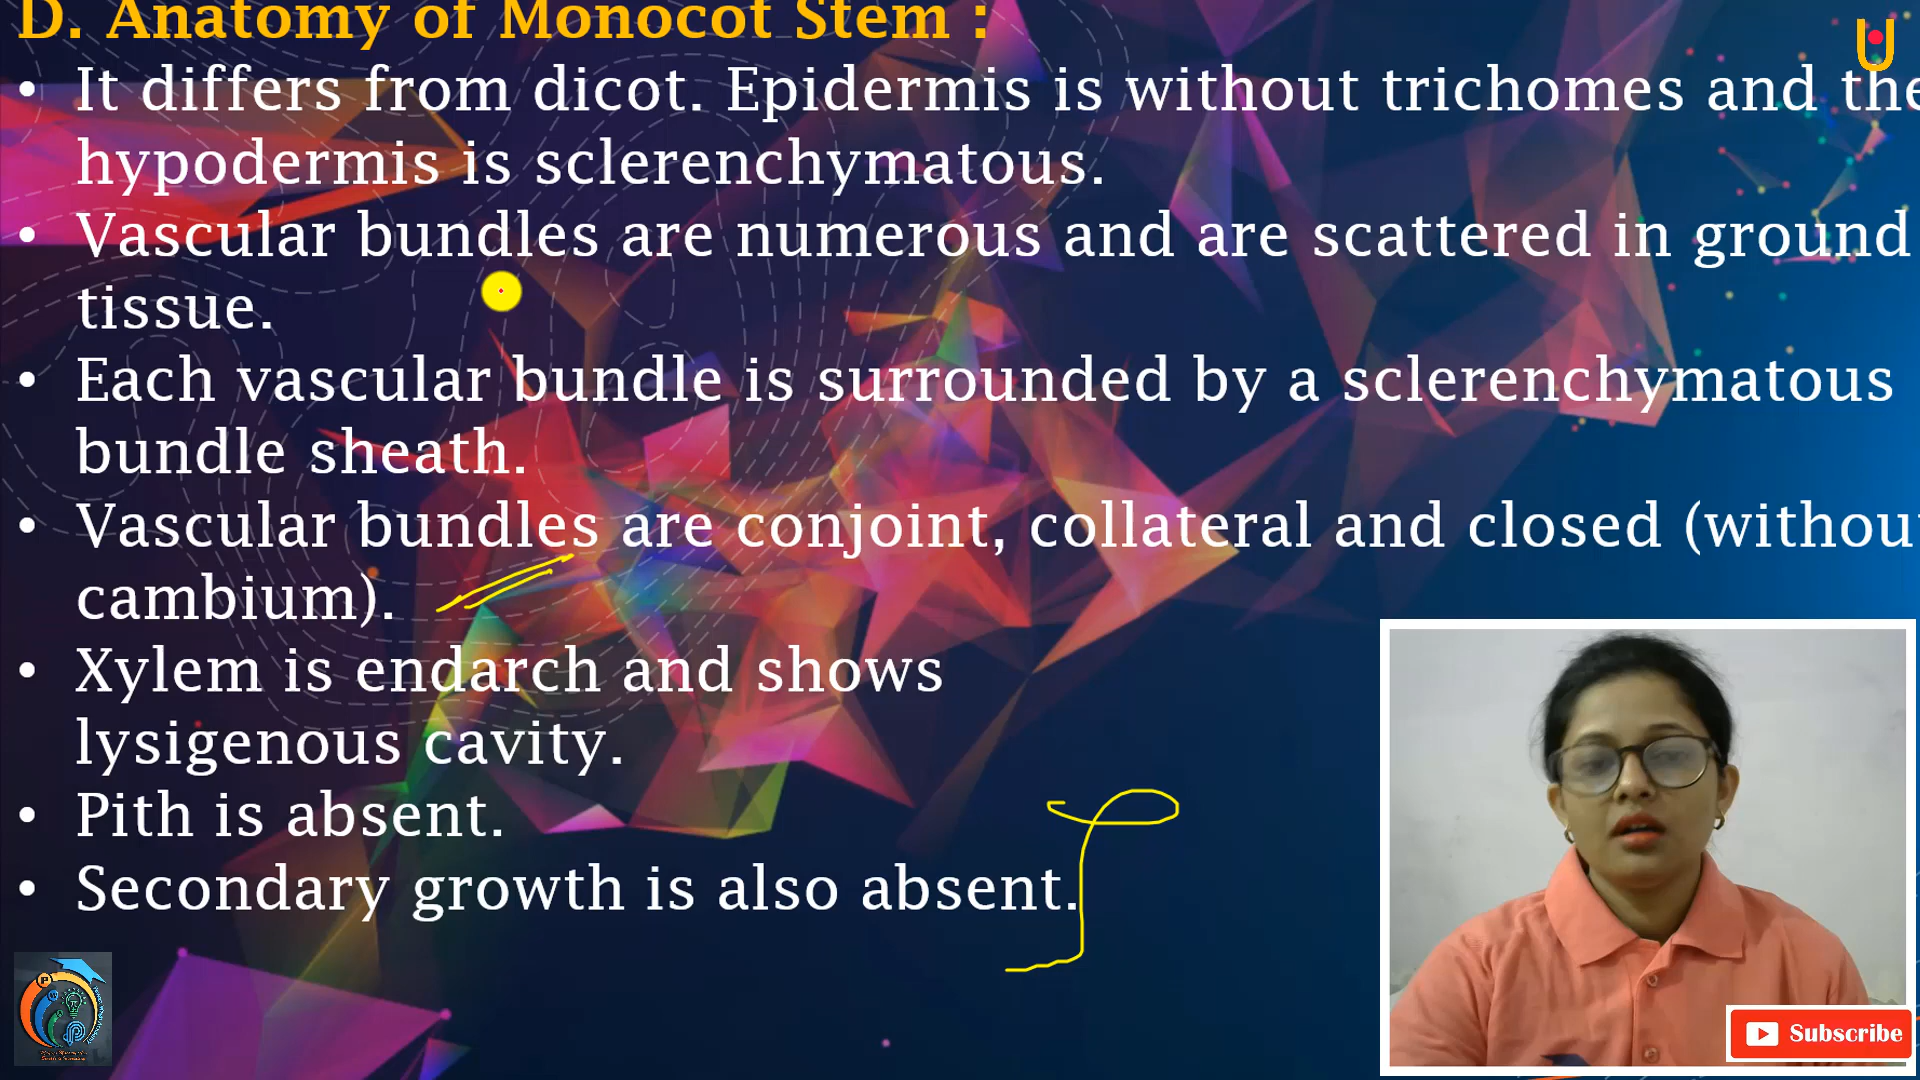 D. Anatomy of Monocot Stem :
• It differs from dicot. Epidermis is without trichomes and the
hypodermis is sclerenchymatous.
• Vascular bundles are numerous and are scattered in ground
tissue.
• Each vascular bundle is surrounded by a sclerenchymatous
bundle sheath.
• Vascular bundles are conjoint, collateral and closed (withou
cambium).
• Xylem is endarch and shows
lysigenous cavity.
• Pith is absent.
• Secondary growth is also absent.
Subscribe